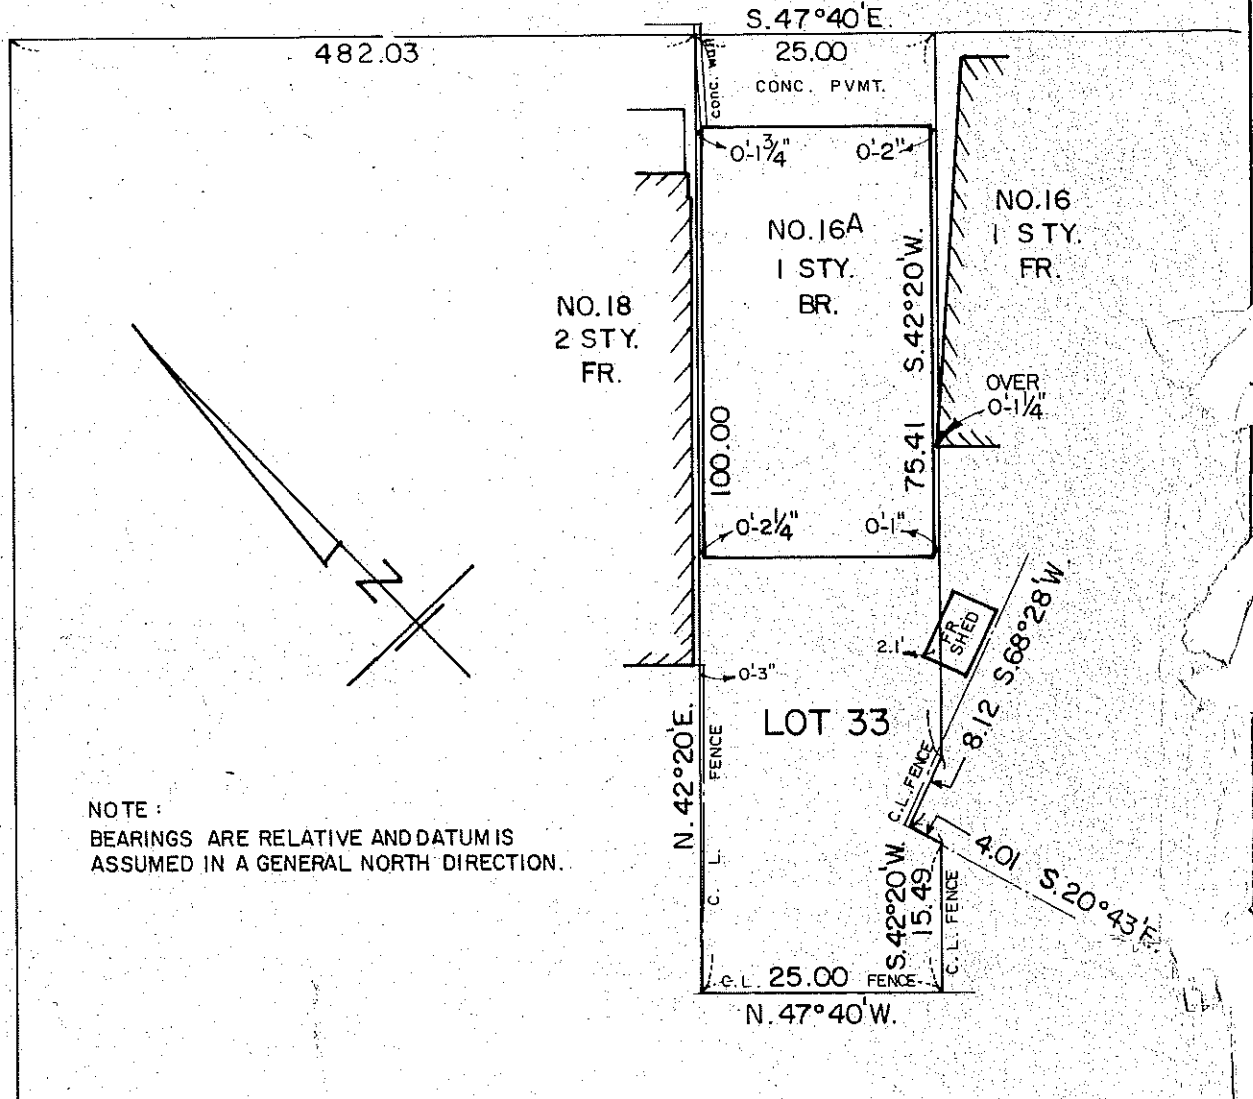 S. 47°40'E.
482.03
25.00
CONC. WALK
CONC. PVMT.
0'-1¾"
0'-2"
NO. 16
1 STY.
FR.
NO. 16A
1 STY.
BR.
S. 42°20'W.
75.41
NO. 18
2 STY.
FR.
OVER
0'-1¼"
100.00
0'-2¼"
0'-1"
N
FR.
SHED
2.1'
8.12 S.68°28'W.
0'-3"
LOT 33
N. 42°20'E.
C. L. FENCE
C.L. FENCE
NOTE:
BEARINGS ARE RELATIVE AND DATUM IS
ASSUMED IN A GENERAL NORTH DIRECTION.
4.01 S.20°43'E.
S.42°20'W.
15.49
C.L. FENCE
C.L. 25.00 FENCE
N. 47°40'W.